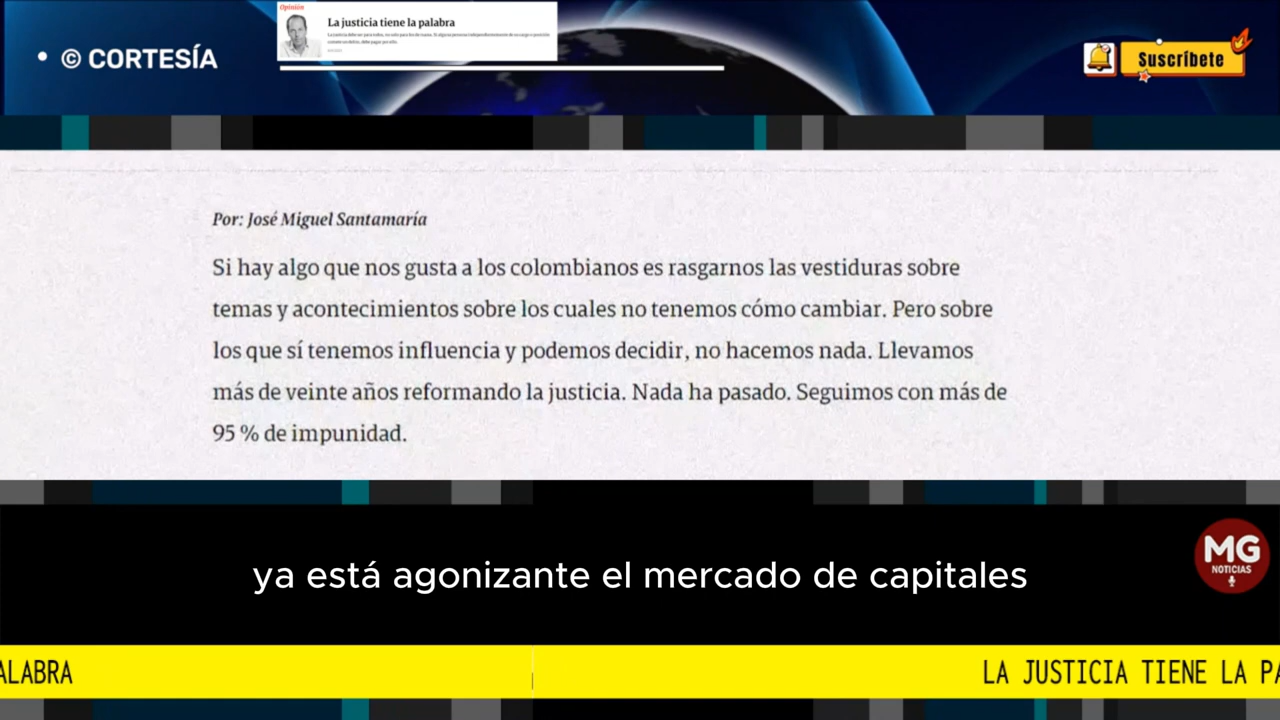 Opinión
La justicia tiene la palabra
• © CORTESÍA
Suscríbete
Por: José Miguel Santamaría
Si hay algo que nos gusta a los colombianos es rasgarnos las vestiduras sobre
temas y acontecimientos sobre los cuales no tenemos cómo cambiar. Pero sobre
los que sí tenemos influencia y podemos decidir, no hacemos nada. Llevamos
más de veinte años reformando la justicia. Nada ha pasado. Seguimos con más de
95 % de impunidad.
MG
NOTICIAS
ya está agonizante el mercado de capitales
ALABRA
LA JUSTICIA TIENE LA PA